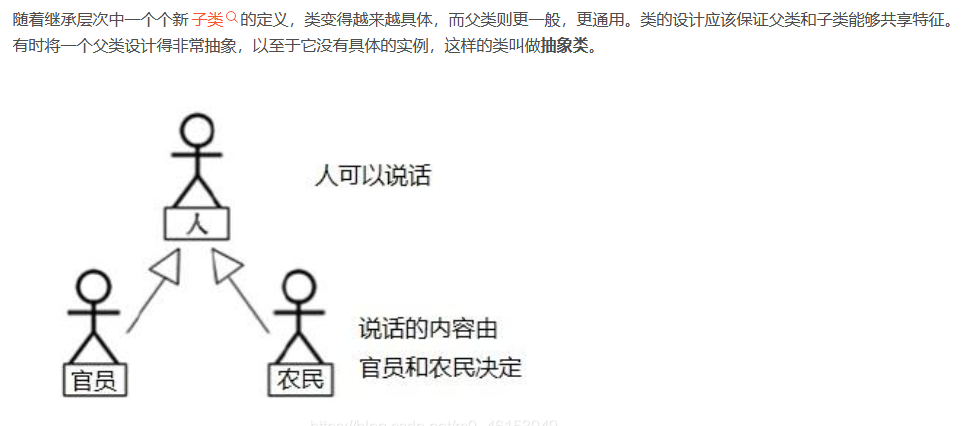 随着继承层次中一个个新子类的定义，类变得越来越具体，而父类则更一般，更通用。类的设计应该保证父类和子类能够共享特征。
有时将一个父类设计得非常抽象，以至于它没有具体的实例，这样的类叫做抽象类。
人可以说话
人
说话的内容由
官员和农民决定
官员
农民